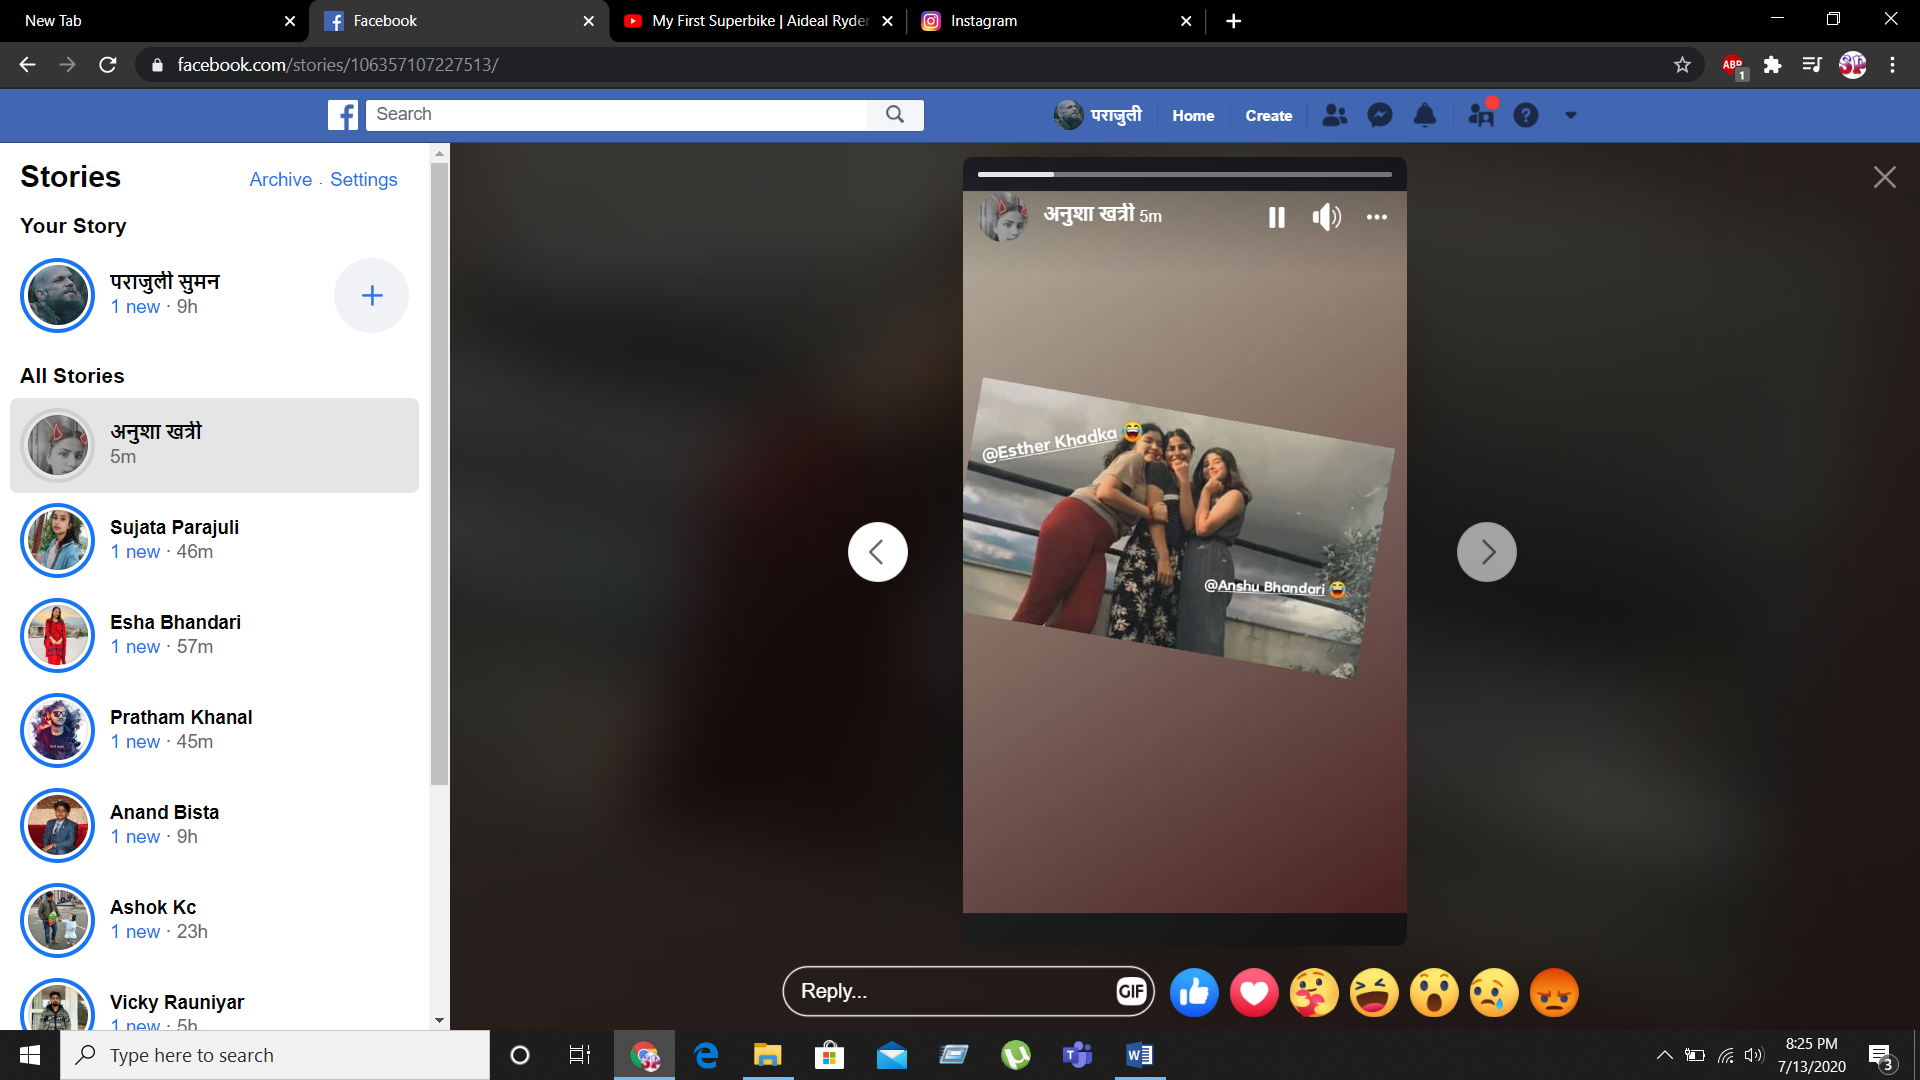 New Tab
Facebook
My First Superbike | Aideal Ryder
Instagram
facebook.com/stories/106357107227513/
ABP
1
SP
Search
पराजुली
Home
Create
Stories
Archive . Settings
Your Story
पराजुली सुमन
1 new · 9h
All Stories
अनुशा खत्री
5m
Sujata Parajuli
1 new · 46m
Esha Bhandari
1 new · 57m
Pratham Khanal
1 new · 45m
Anand Bista
1 new · 9h
Ashok Kc
1 new · 23h
Vicky Rauniyar
1 new · 5h
अनुशा खत्री 5m
@Esther Khadka 😂
@Anshu Bhandari 😂
Reply...
GIF
Type here to search
8:25 PM
7/13/2020
3